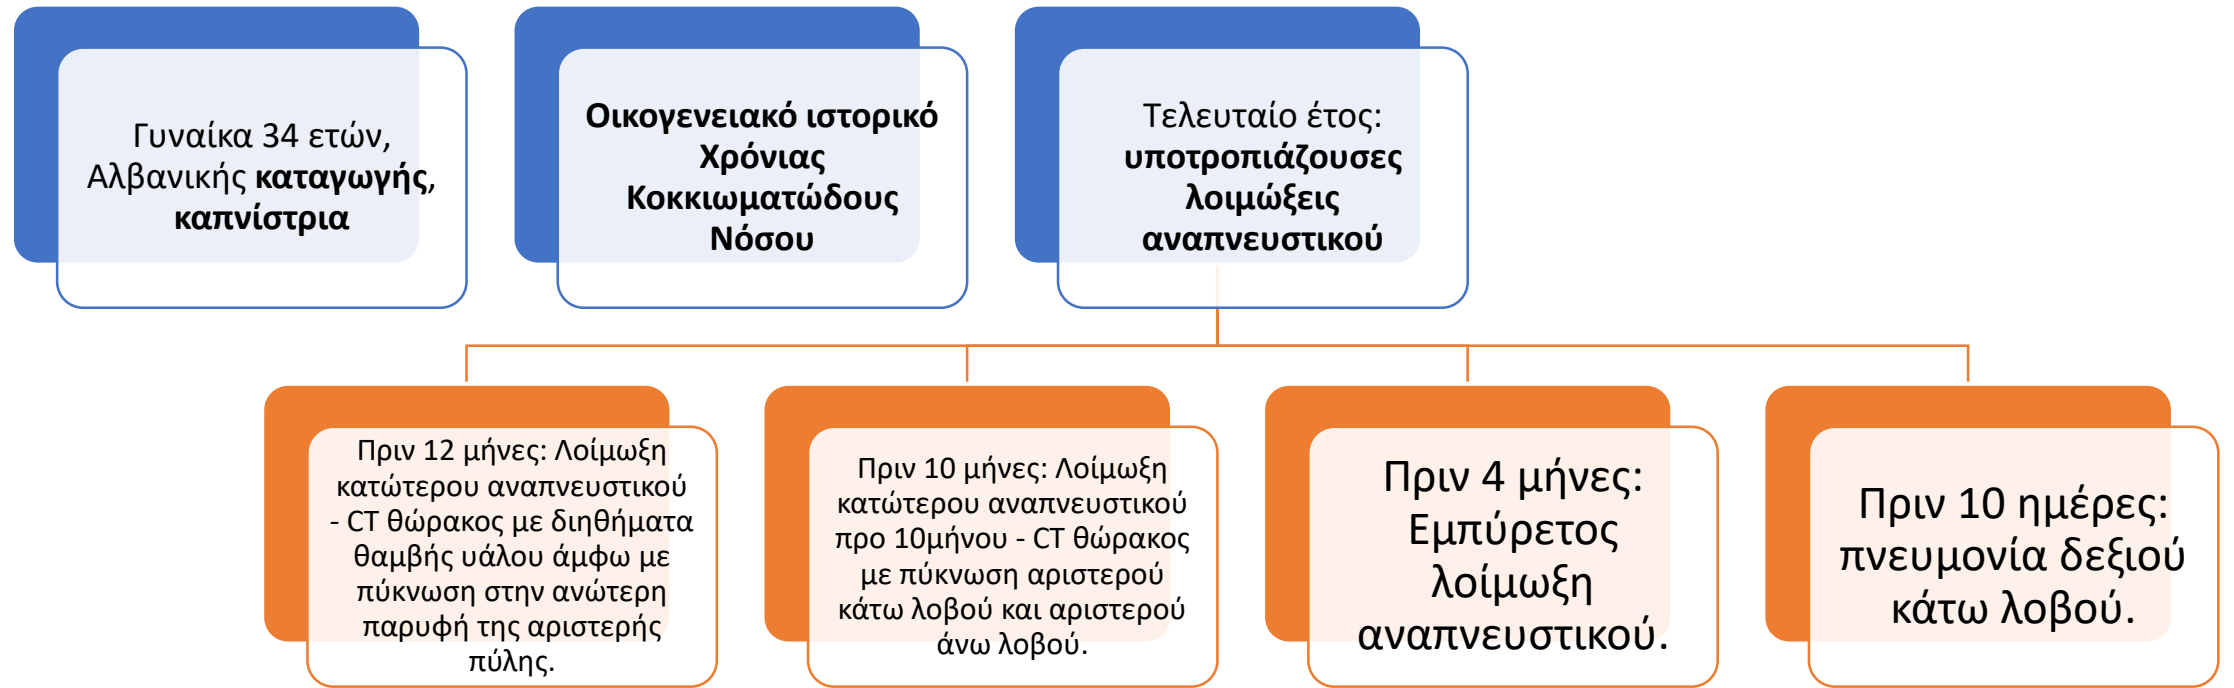 Γυναίκα 34 ετών,
Αλβανικής καταγωγής,
καπνίστρια
Οικογενειακό ιστορικό
Χρόνιας
Κοκκιωματώδους
Νόσου
Τελευταίο έτος:
υποτροπιάζουσες
λοιμώξεις
αναπνευστικού
Πριν 12 μήνες: Λοίμωξη
κατώτερου αναπνευστικού
- CT θώρακος με διηθήματα
θαμβής υάλου άμφω με
πύκνωση στην ανώτερη
παρυφή της αριστερής
πύλης.
Πριν 10 μήνες: Λοίμωξη
κατώτερου αναπνευστικού
προ 10μήνου - CT θώρακος
με πύκνωση αριστερού
κάτω λοβού και αριστερού
άνω λοβού.
Πριν 4 μήνες:
Εμπύρετος
λοίμωξη
αναπνευστικού.
Πριν 10 ημέρες:
πνευμονία δεξιού
κάτω λοβού.